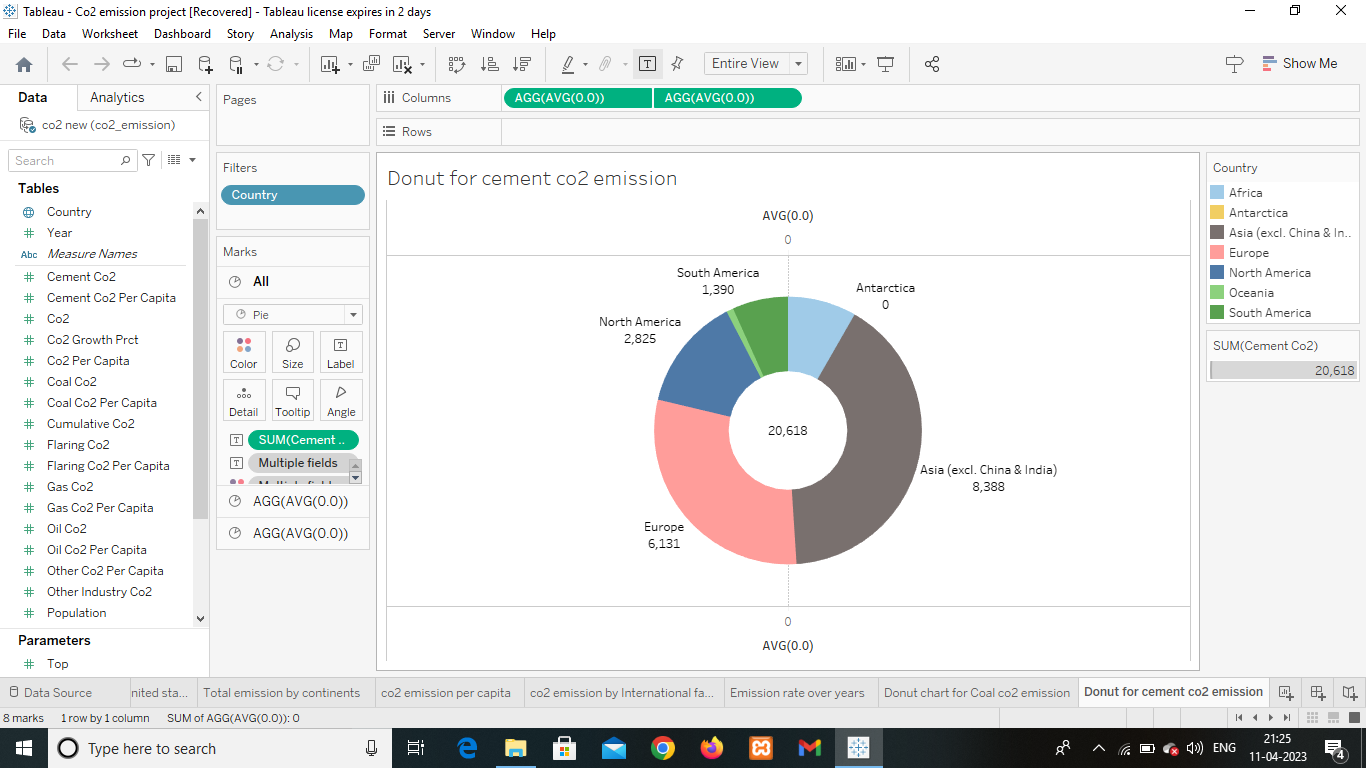 Tableau - Co2 emission project [Recovered] - Tableau license expires in 2 days
File Data Worksheet Dashboard Story Analysis Map Format Server Window Help
Entire View
Show Me
Data Analytics
co2 new (co2_emission)
Search
Tables
Country
Year
Abc Measure Names
Cement Co2
Cement Co2 Per Capita
Co2
Co2 Growth Prct
Co2 Per Capita
Coal Co2
Coal Co2 Per Capita
Cumulative Co2
Flaring Co2
Flaring Co2 Per Capita
Gas Co2
Gas Co2 Per Capita
Oil Co2
Oil Co2 Per Capita
Other Co2 Per Capita
Other Industry Co2
Population
Parameters
Top
Pages
Filters
Country
Marks
All
Pie
Color Size Label
Detail Tooltip Angle
SUM(Cement ..
Multiple fields
AGG(AVG(0.0))
AGG(AVG(0.0))
Columns AGG(AVG(0.0)) AGG(AVG(0.0))
Rows
Donut for cement co2 emission
AVG(0.0)
0
South America
1,390
Antarctica
0
North America
2,825
20,618
Asia (excl. China & India)
8,388
Europe
6,131
0
AVG(0.0)
Country
Africa
Antarctica
Asia (excl. China & In..
Europe
North America
Oceania
South America
SUM(Cement Co2)
20,618
Data Source nited sta... Total emission by continents co2 emission per capita co2 emission by International fa... Emission rate over years Donut chart for Coal co2 emission Donut for cement co2 emission
8 marks 1 row by 1 column SUM of AGG(AVG(0.0)): 0
Type here to search
ENG
21:25
11-04-2023
4